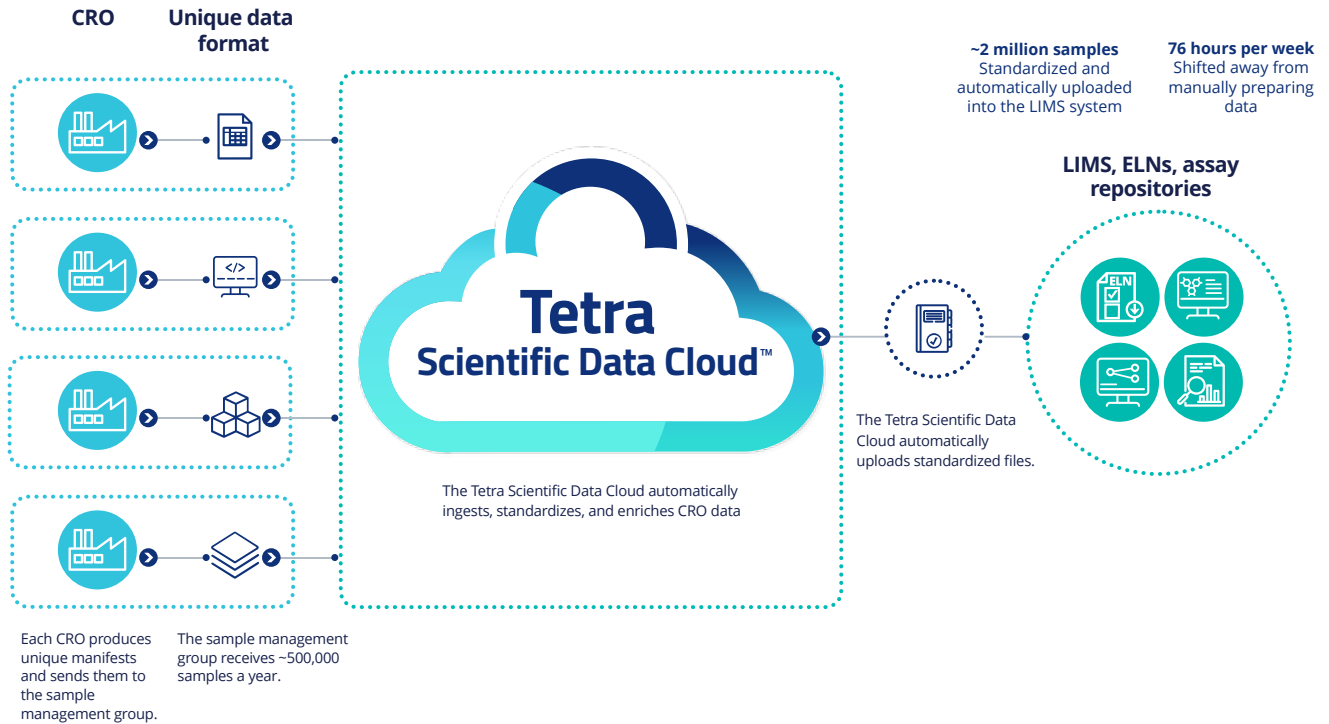 CRO
Unique data
format
~2 million samples
Standardized and
automatically uploaded
into the LIMS system
76 hours per week
Shifted away from
manually preparing
data
LIMS, ELNs, assay
repositories
</>
Tetra
Scientific Data Cloud™
ELN
The Tetra Scientific Data Cloud automatically
ingests, standardizes, and enriches CRO data
The Tetra Scientific Data
Cloud automatically
uploads standardized files.
Each CRO produces
unique manifests
and sends them to
the sample
management group.
The sample management
group receives ~500,000
samples a year.